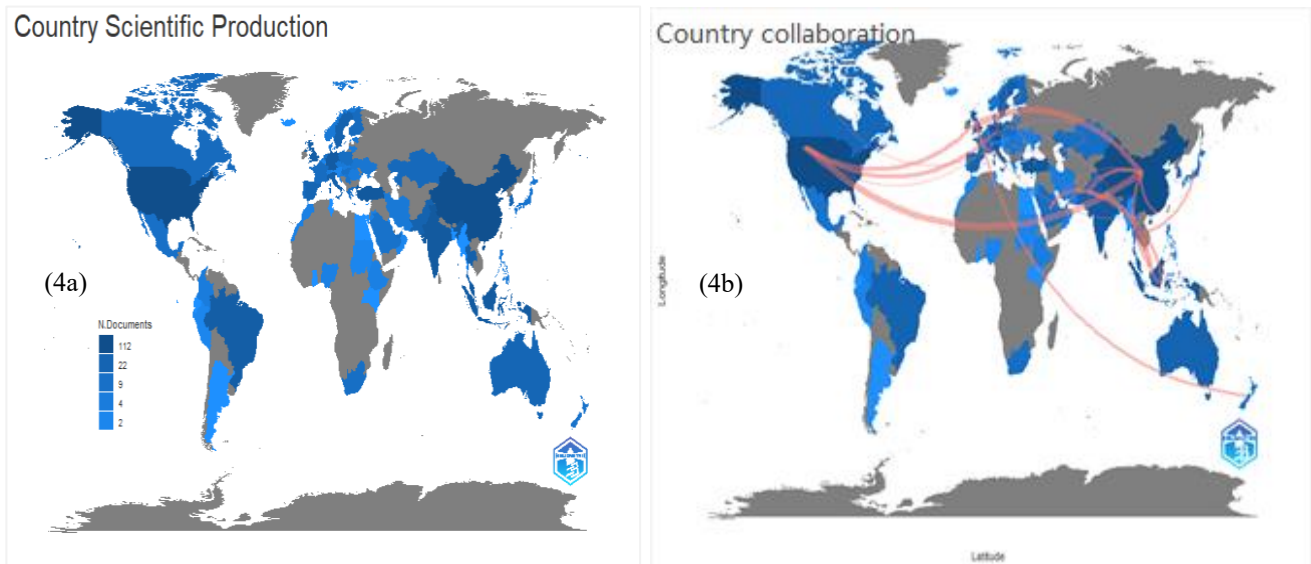 Country Scientific Production
(4a)
N.Documents
112
22
9
4
2
Country collaboration
(4b)
Longitude
Latitude